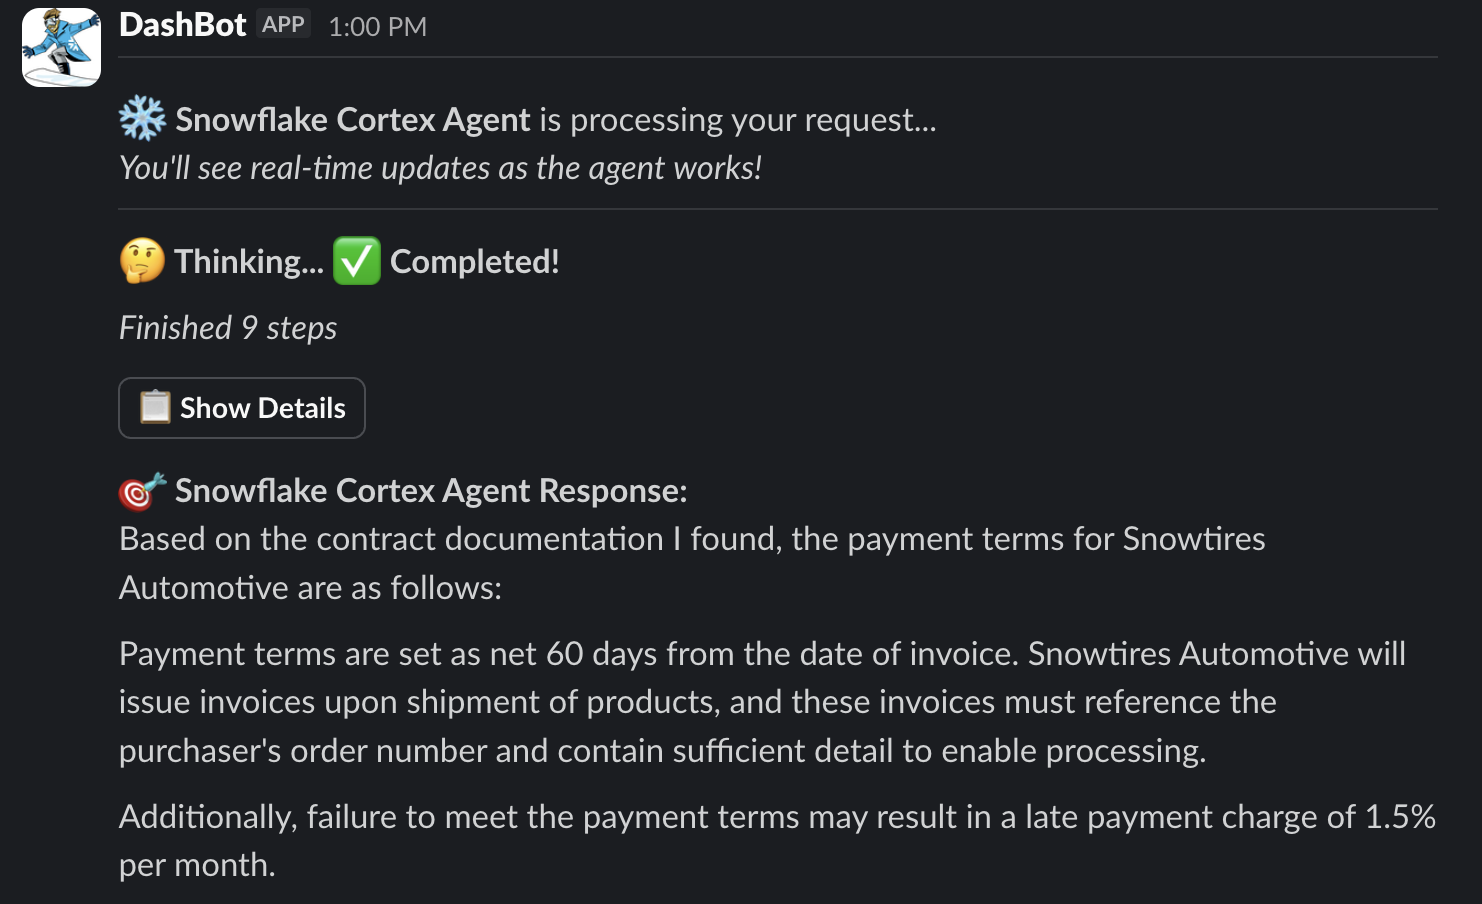 DashBot APP 1:00 PM
Snowflake Cortex Agent is processing your request...
You'll see real-time updates as the agent works!
Thinking... Completed!
Finished 9 steps
Show Details
Snowflake Cortex Agent Response:
Based on the contract documentation I found, the payment terms for Snowtires
Automotive are as follows:
Payment terms are set as net 60 days from the date of invoice. Snowtires Automotive will
issue invoices upon shipment of products, and these invoices must reference the
purchaser's order number and contain sufficient detail to enable processing.
Additionally, failure to meet the payment terms may result in a late payment charge of 1.5%
per month.